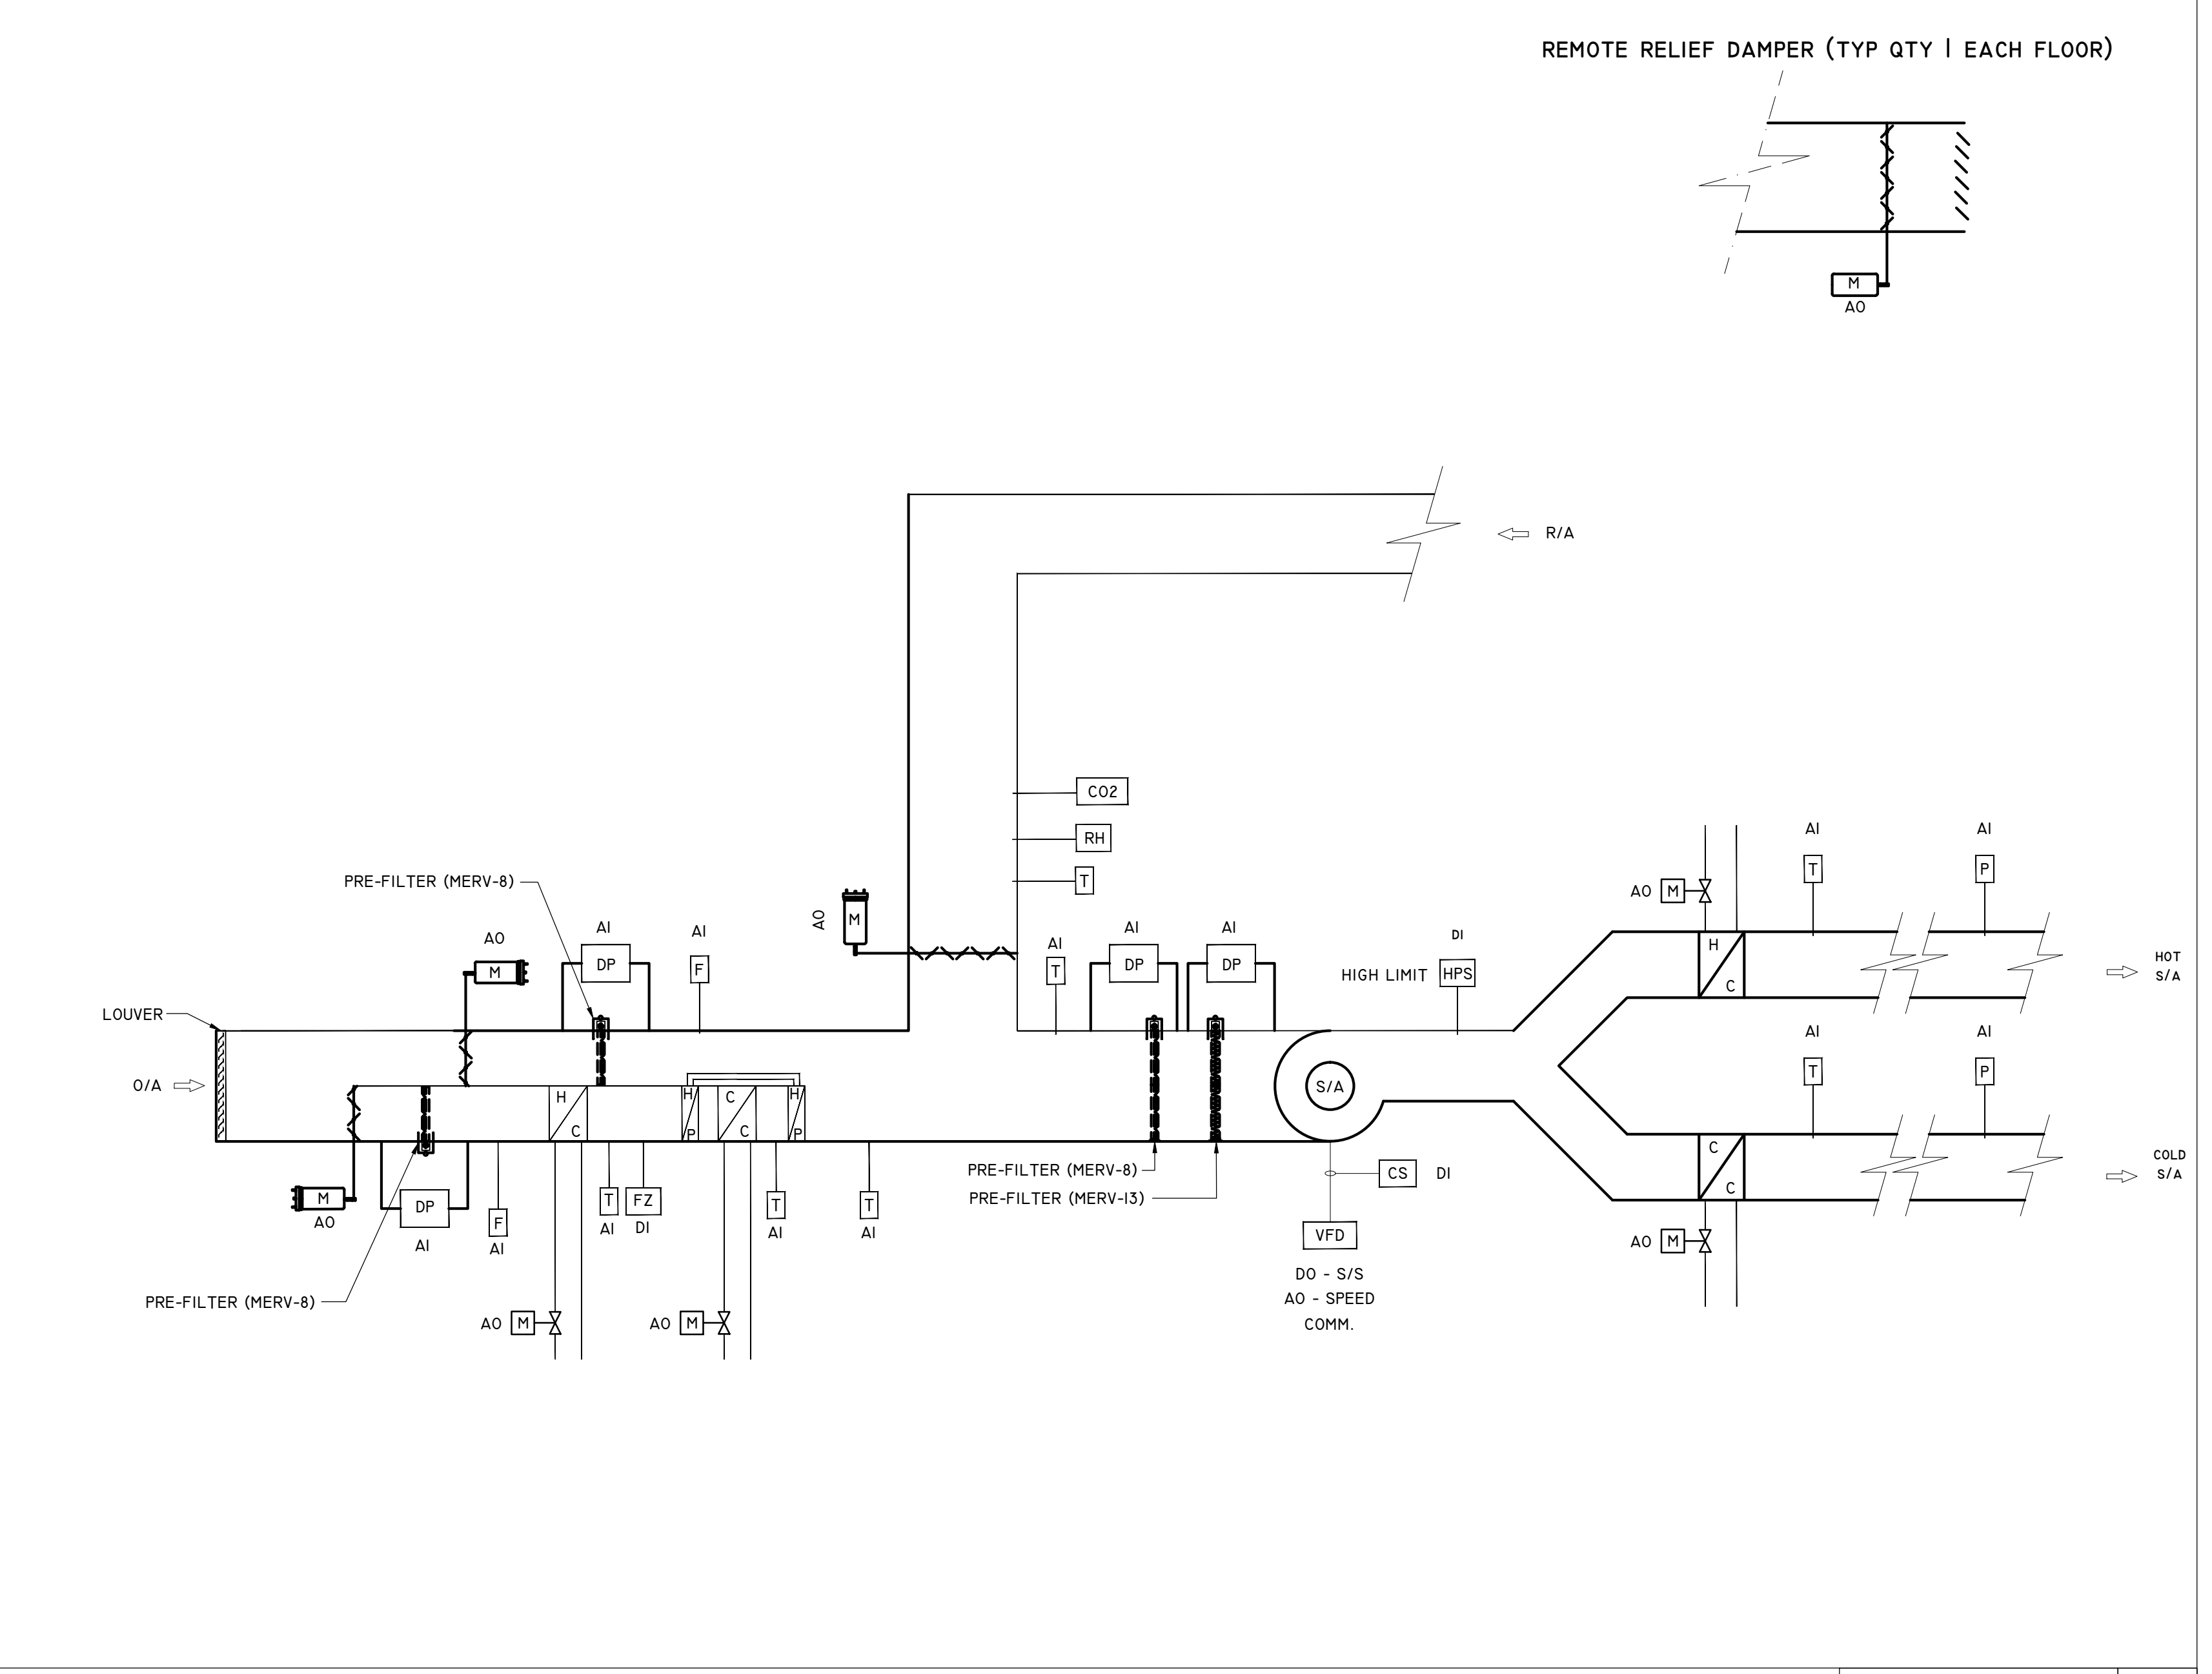 REMOTE RELIEF DAMPER (TYP QTY 1 EACH FLOOR)
M
AO
R/A
CO2
RH
T
PRE-FILTER (MERV-8)
AO
M
AO
M
AI
DP
AI
F
AI
T
AI
DP
AI
DP
DI
HIGH LIMIT
HPS
AO
M
AI
T
AI
P
H
C
HOT
S/A
LOUVER
O/A
H
C
H
P
C
C
H
P
S/A
AI
T
AI
P
C
C
COLD
S/A
M
AO
DP
AI
F
AI
T
AI
FZ
DI
T
AI
T
AI
PRE-FILTER (MERV-8)
PRE-FILTER (MERV-13)
CS
DI
VFD
DO - S/S
AO - SPEED
COMM.
AO
M
PRE-FILTER (MERV-8)
AO
M
AO
M